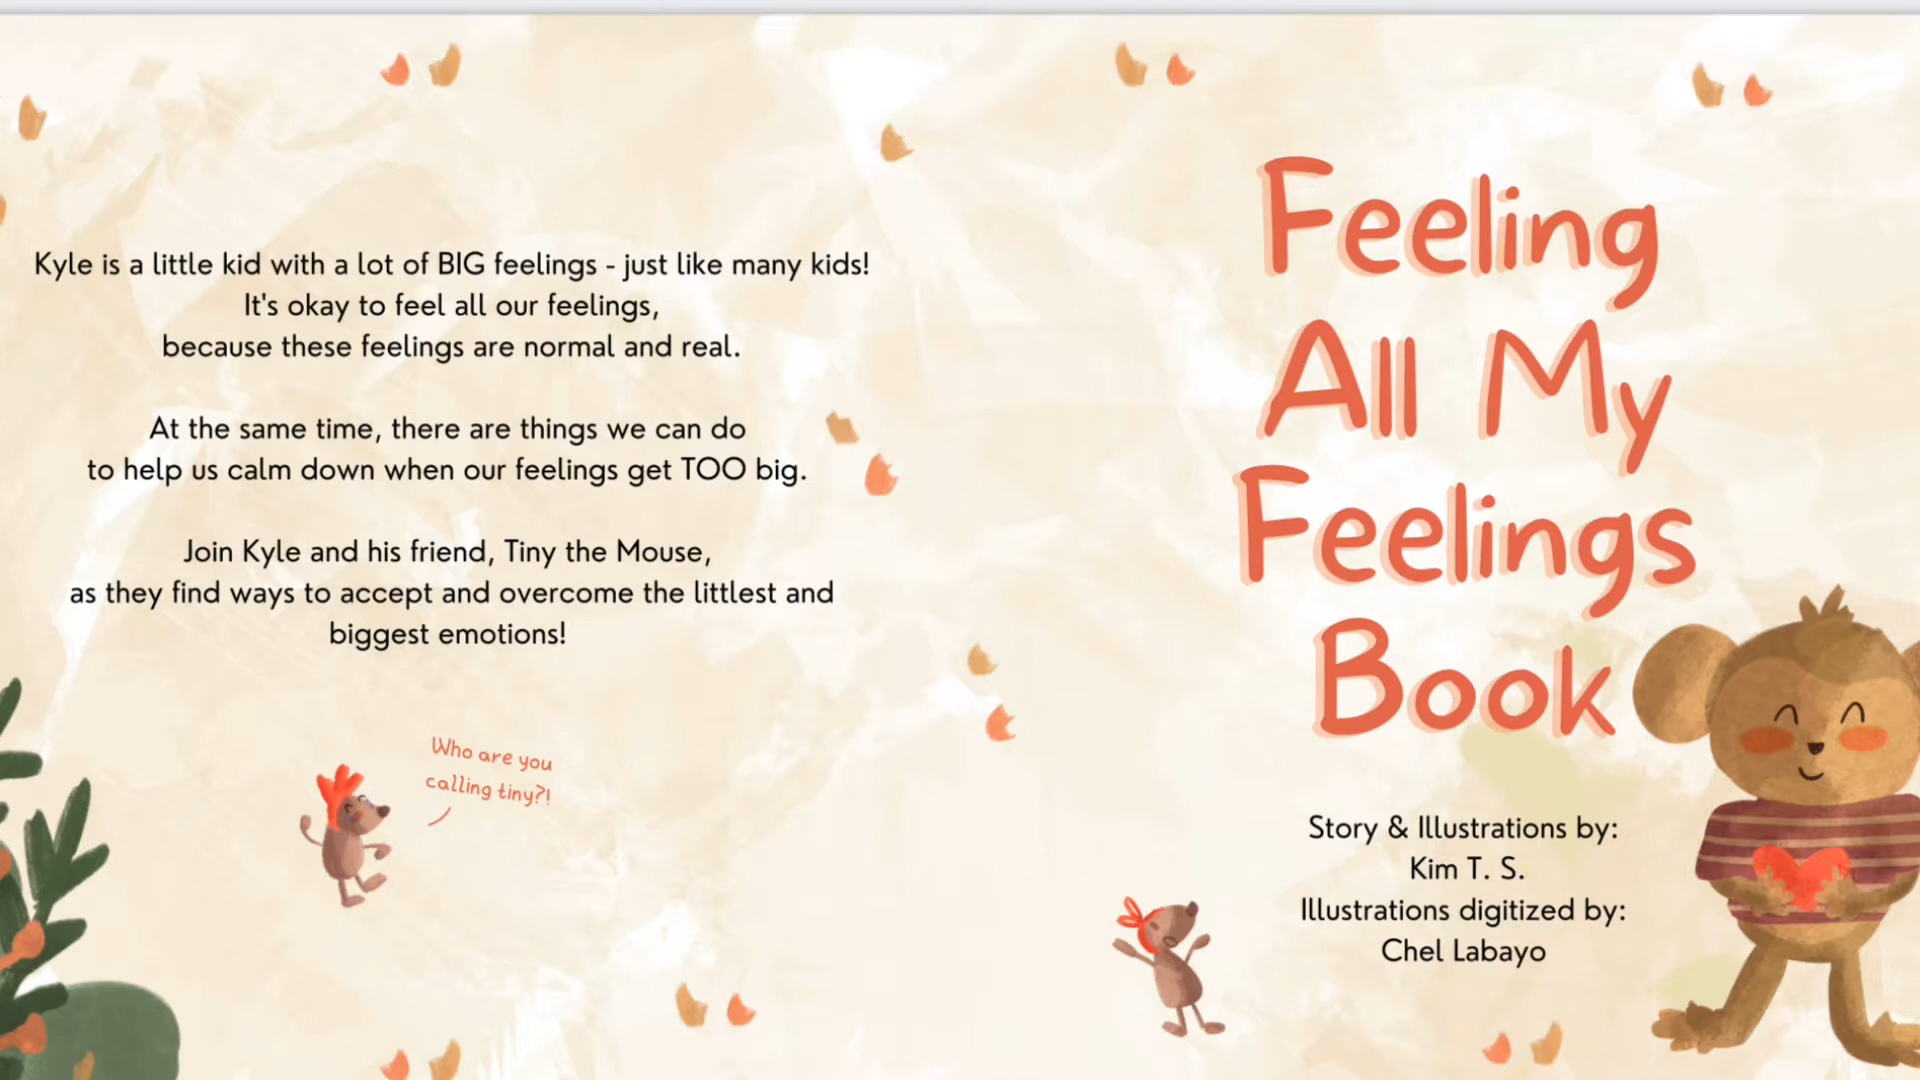 Kyle is a little kid with a lot of BIG feelings - just like many kids!
It's okay to feel all our feelings,
because these feelings are normal and real.
At the same time, there are things we can do
to help us calm down when our feelings get TOO big.
Join Kyle and his friend, Tiny the Mouse,
as they find ways to accept and overcome the littlest and
biggest emotions!
Who are you
calling tiny?!
Feeling
All My
Feelings
Book
Story & Illustrations by:
Kim T. S.
Illustrations digitized by:
Chel Labayo